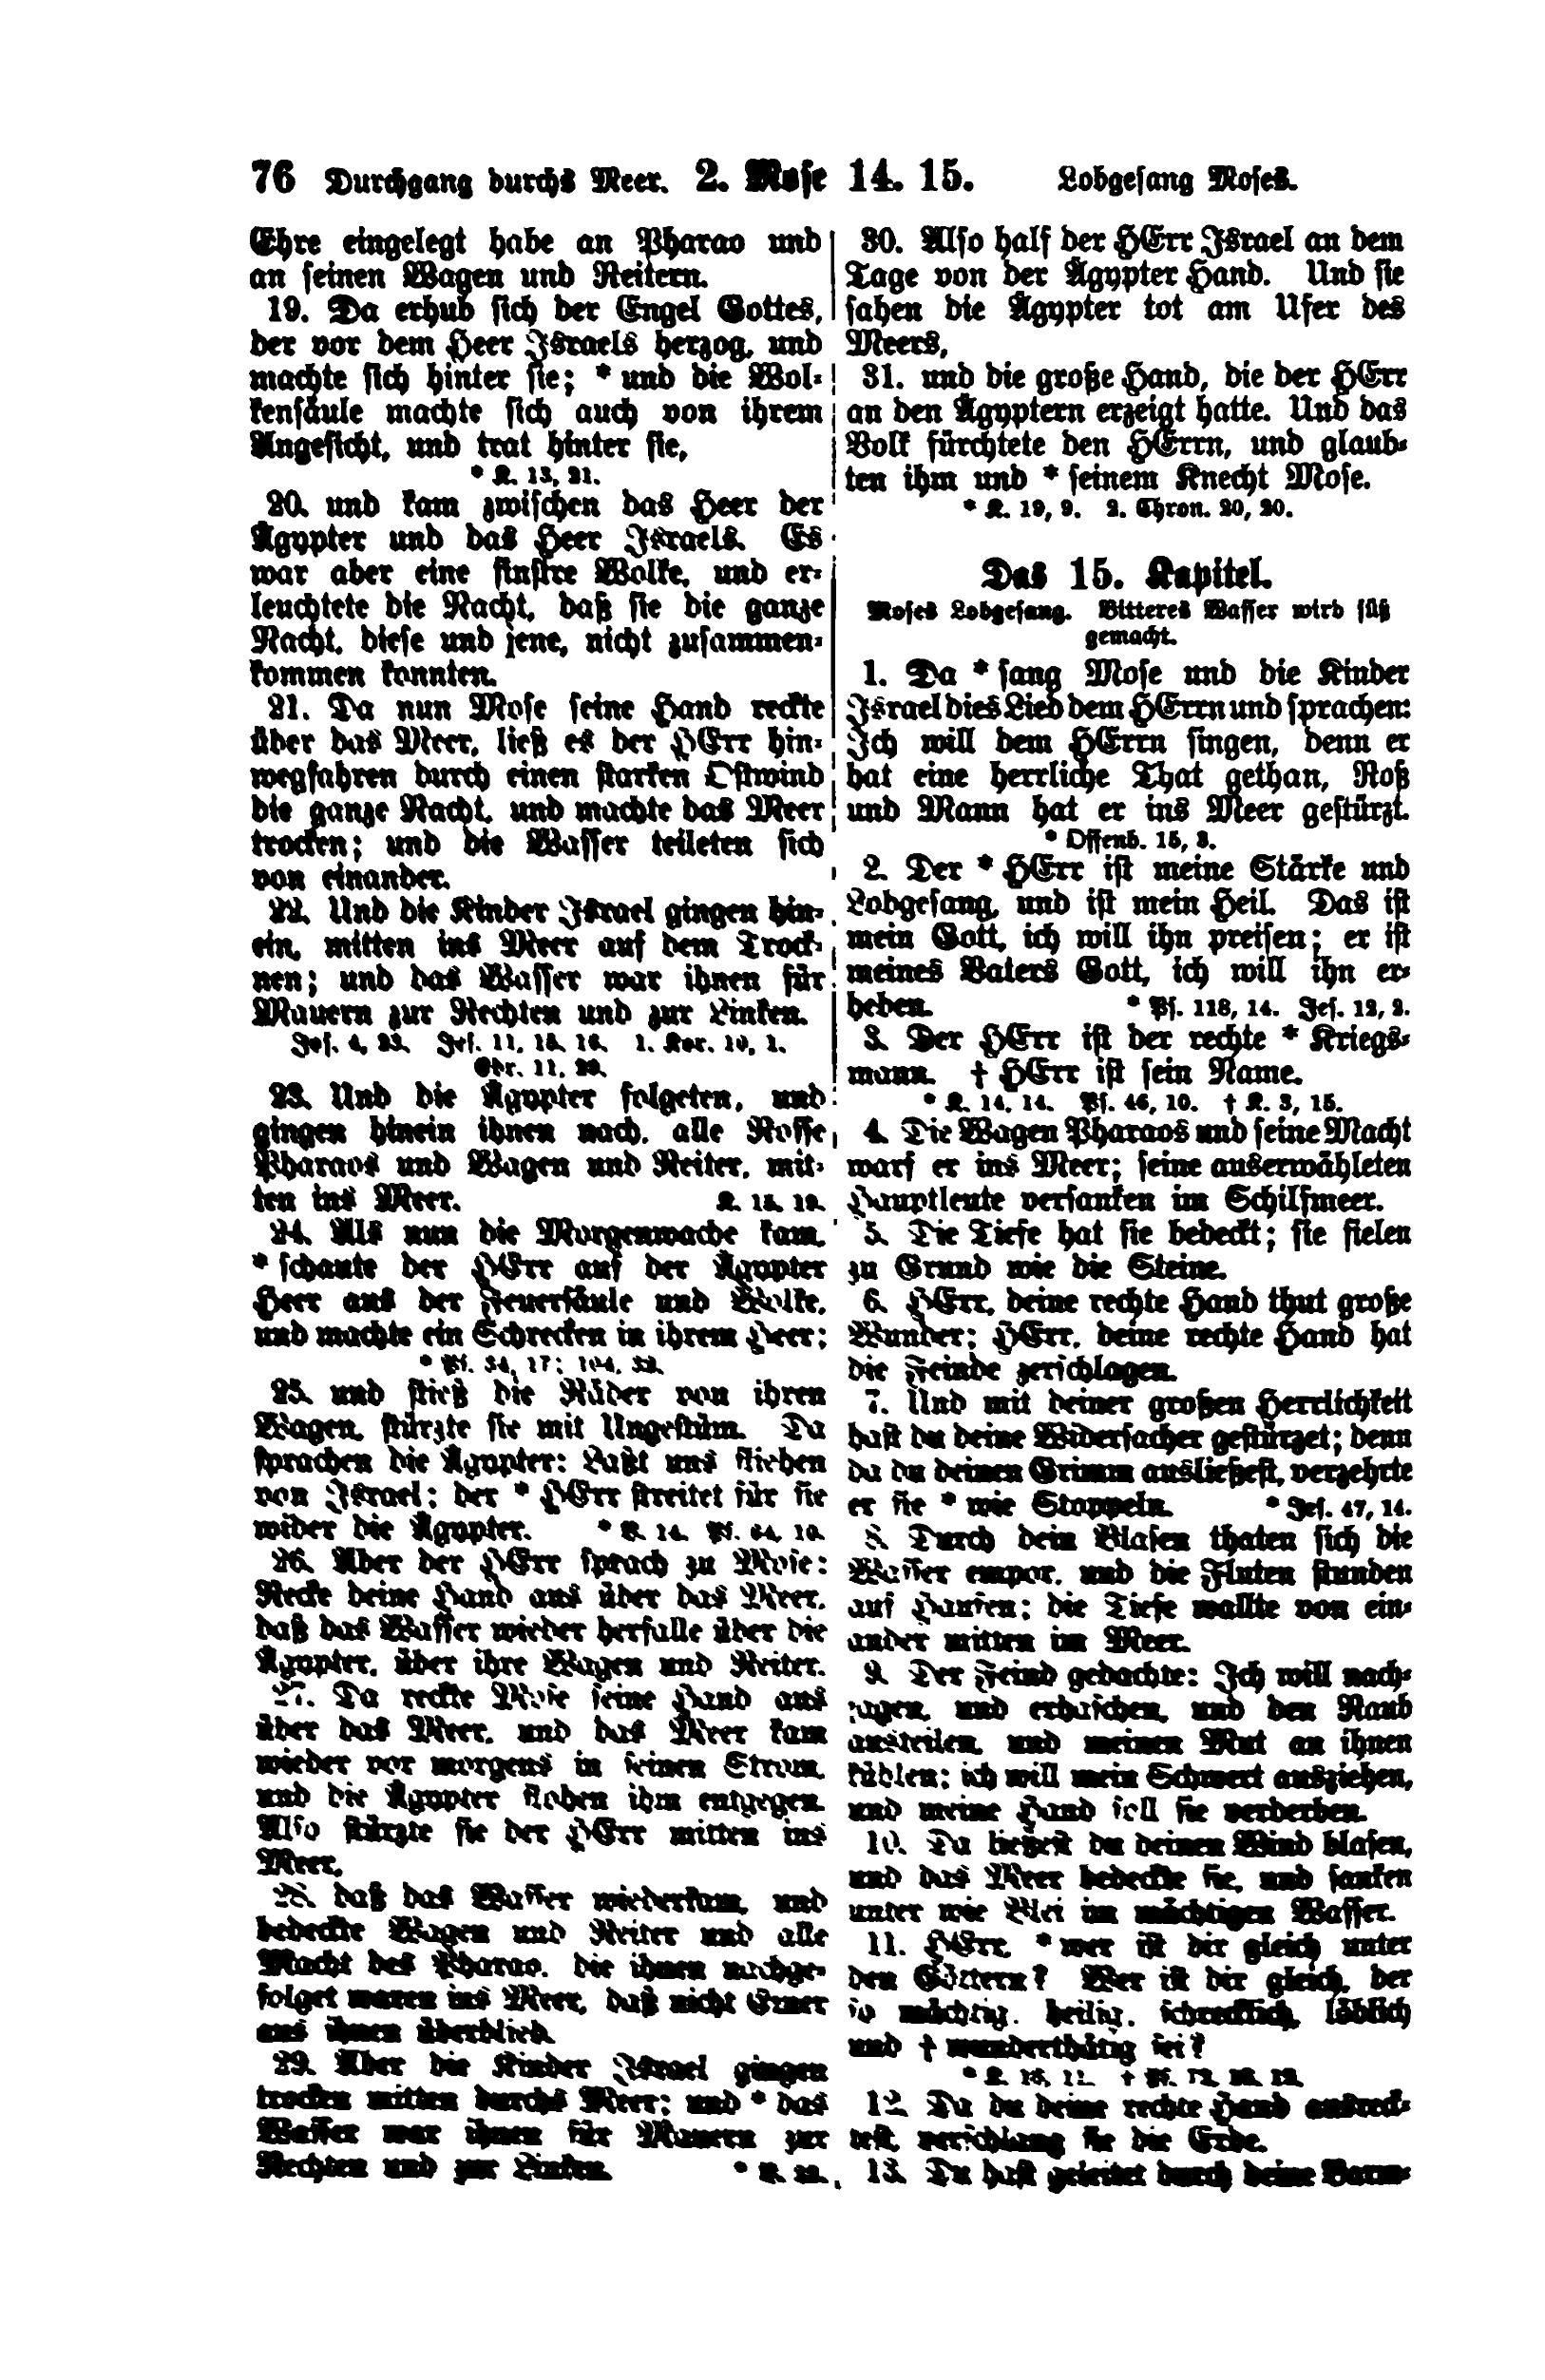 76 Durchgang durchs Meer. 2. Mose 14. 15. Lobgesang Moses.
Ehre eingelegt habe an Pharao und
an seinen Wagen und Reitern.
19. Da erhub sich der Engel Gottes,
der vor dem Heer Israels herzog, und
machte sich hinter sie; * und die Wol-
kensäule machte sich auch von ihrem
Angesicht, und trat hinter sie,
* K. 13, 21.
20. und kam zwischen das Heer der
Ägypter und das Heer Israels. Es
war aber eine finstre Wolke, und er-
leuchtete die Nacht, daß sie die ganze
Nacht, diese und jene, nicht zusammen-
kommen konnten.
21. Da nun Mose seine Hand reckte
über das Meer, ließ es der HErr hin-
wegfahren durch einen starken Ostwind
die ganze Nacht, und machte das Meer
trocken; und die Wasser teileten sich
von einander.
22. Und die Kinder Israel gingen hin-
ein, mitten ins Meer auf dem Trock-
nen; und das Wasser war ihnen für
Mauern zur Rechten und zur Linken.
Jos. 4, 23. Jes. 11, 15. 16. 1. Kor. 10, 1.
Ebr. 11, 29.
23. Und die Ägypter folgeten, und
gingen hinein ihnen nach, alle Rosse
Pharaos und Wagen und Reiter, mit-
ten ins Meer. K. 15, 19.
24. Als nun die Morgenwache kam,
* schaute der HErr auf der Ägypter
Heer aus der Feuersäule und Wolke,
und machte ein Schrecken in ihrem Heer;
* Ps. 34, 17; 104, 32.
25. und stieß die Räder von ihren
Wagen, stürzte sie mit Ungestüm. Da
sprachen die Ägypter: Laßt uns fliehen
von Israel; der * HErr streitet für sie
wider die Ägypter. * V. 14. Ps. 64, 10.
26. Aber der HErr sprach zu Mose:
Recke deine Hand aus über das Meer,
daß das Wasser wieder herfalle über die
Ägypter, über ihre Wagen und Reiter.
27. Da reckte Mose seine Hand aus
über das Meer, und das Meer kam
wieder vor morgens in seinen Strom,
und die Ägypter flohen ihm entgegen.
Also stürzte sie der HErr mitten ins
Meer,
28. daß das Wasser wiederkam, und
bedeckte Wagen und Reiter und alle
Macht des Pharao, die ihnen nachge-
folget waren ins Meer, daß nicht Einer
aus ihnen überblieb.
29. Aber die Kinder Israel gingen
trocken mitten durchs Meer; und * das
Wasser war ihnen für Mauern zur
Rechten und zur Linken. * V. 22.
30. Also half der HErr Israel an dem
Tage von der Ägypter Hand. Und sie
sahen die Ägypter tot am Ufer des
Meers,
31. und die große Hand, die der HErr
an den Ägyptern erzeigt hatte. Und das
Volk fürchtete den HErrn, und glaub-
ten ihm und * seinem Knecht Mose.
* K. 19, 9. 2. Chron. 20, 20.
Das 15. Kapitel.
Moses Lobgesang. Bitteres Wasser wird süß
gemacht.
1. Da * sang Mose und die Kinder
Israel dies Lied dem HErrn und sprachen:
Ich will dem HErrn singen, denn er
hat eine herrliche That gethan, Roß
und Mann hat er ins Meer gestürzt.
* Offenb. 15, 3.
2. Der * HErr ist meine Stärke und
Lobgesang, und ist mein Heil. Das ist
mein Gott, ich will ihn preisen; er ist
meines Vaters Gott, ich will ihn er-
heben. * Ps. 118, 14. Jes. 12, 2.
3. Der HErr ist der rechte * Kriegs-
mann. † HErr ist sein Name.
* K. 14, 14. Ps. 46, 10. † K. 3, 15.
4. Die Wagen Pharaos und seine Macht
warf er ins Meer; seine auserwähleten
Hauptleute versanken im Schilfmeer.
5. Die Tiefe hat sie bedeckt; sie fielen
zu Grund wie die Steine.
6. HErr, deine rechte Hand thut große
Wunder; HErr, deine rechte Hand hat
die Feinde zerschlagen.
7. Und mit deiner großen Herrlichkeit
hast du deine Widersacher gestürzet; denn
da du deinen Grimm ausließest, verzehrte
er sie * wie Stoppeln. * Jes. 47, 14.
8. Durch dein Blasen thaten sich die
Wasser empor, und die Fluten stunden
auf Haufen; die Tiefe wallte von ein-
ander mitten im Meer.
9. Der Feind gedachte: Ich will nach-
jagen, und erhaschen, und den Raub
austeilen, und meinen Mut an ihnen
kühlen; ich will mein Schwert ausziehen,
und meine Hand soll sie verderben.
10. Da ließest du deinen Wind blasen,
und das Meer bedeckte sie, und sanken
unter wie Blei im mächtigen Wasser.
11. HErr, * wer ist dir gleich unter
den Göttern? Wer ist dir gleich, der
so mächtig, heilig, schrecklich, löblich
und † wunderthätig sei?
12. Da du deine rechte Hand ausreck-
test, verschlang sie die Erde.
13. Du hast geleitet durch deine Barm-